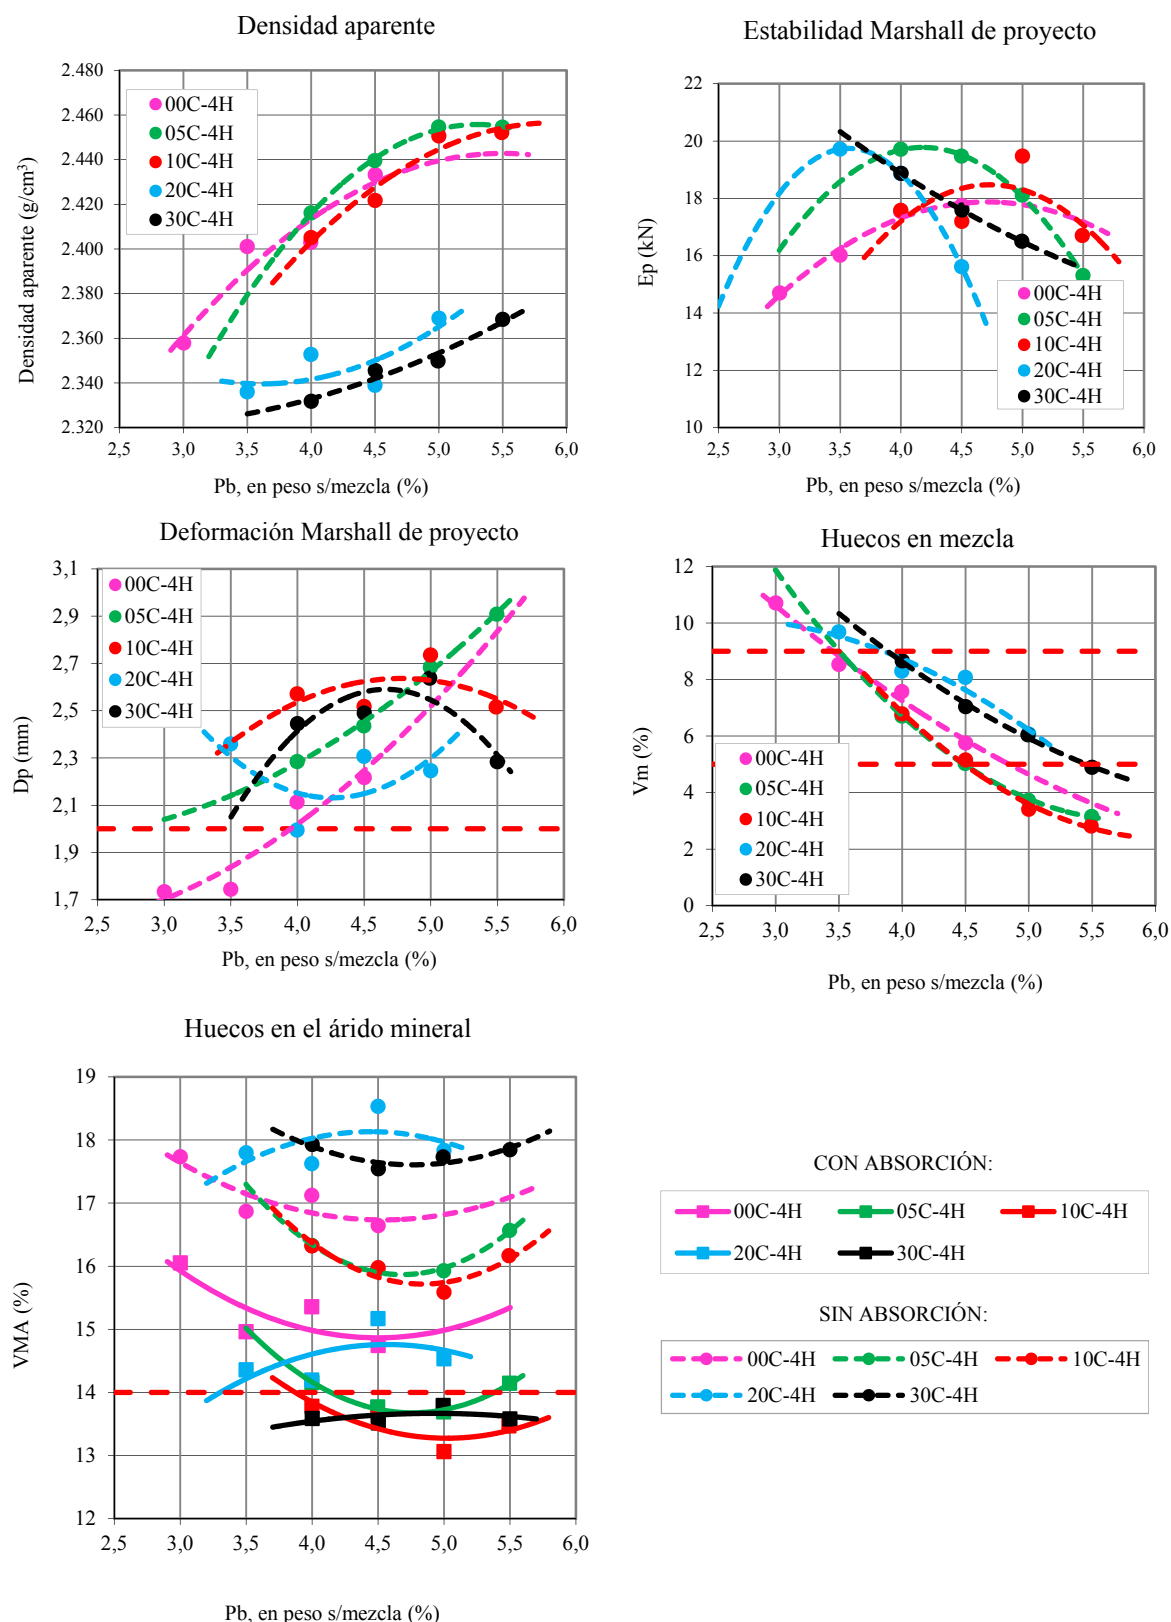 Densidad aparente
2.480
2.460
2.440
2.420
2.400
2.380
2.360
2.340
2.320
Densidad aparente (g/cm³)
00C-4H
05C-4H
10C-4H
20C-4H
30C-4H
2,5 3,0 3,5 4,0 4,5 5,0 5,5 6,0
Pb, en peso s/mezcla (%)
Estabilidad Marshall de proyecto
22
20
18
16
14
12
10
Ep (kN)
00C-4H
05C-4H
10C-4H
20C-4H
30C-4H
2,5 3,0 3,5 4,0 4,5 5,0 5,5 6,0
Pb, en peso s/mezcla (%)
Deformación Marshall de proyecto
3,1
2,9
2,7
2,5
2,3
2,1
1,9
1,7
Dp (mm)
00C-4H
05C-4H
10C-4H
20C-4H
30C-4H
2,5 3,0 3,5 4,0 4,5 5,0 5,5 6,0
Pb, en peso s/mezcla (%)
Huecos en mezcla
12
10
8
6
4
2
0
Vm (%)
00C-4H
05C-4H
10C-4H
20C-4H
30C-4H
2,5 3,0 3,5 4,0 4,5 5,0 5,5 6,0
Pb, en peso s/mezcla (%)
Huecos en el árido mineral
19
18
17
16
15
14
13
12
VMA (%)
2,5 3,0 3,5 4,0 4,5 5,0 5,5 6,0
Pb, en peso s/mezcla (%)
CON ABSORCIÓN:
00C-4H 05C-4H 10C-4H
20C-4H 30C-4H
SIN ABSORCIÓN:
00C-4H 05C-4H 10C-4H
20C-4H 30C-4H